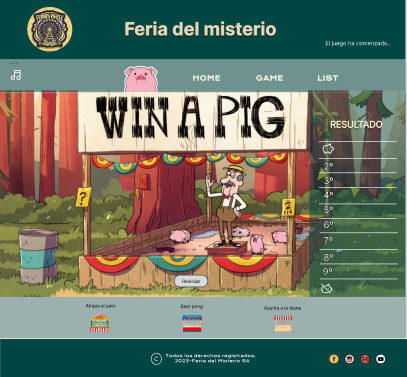 Feria del misterio
El juego ha comenzado..
HOME GAME LIST
WIN A PIG
RESULTADO
?
2
2º
3º
4º
5º
6º
7º
8º
9º
Reiniciar
Atrapa al pato
Beer pong
Apunta a la diana
© Todos los derechos registrados.
2023-Feria del Misterio SA